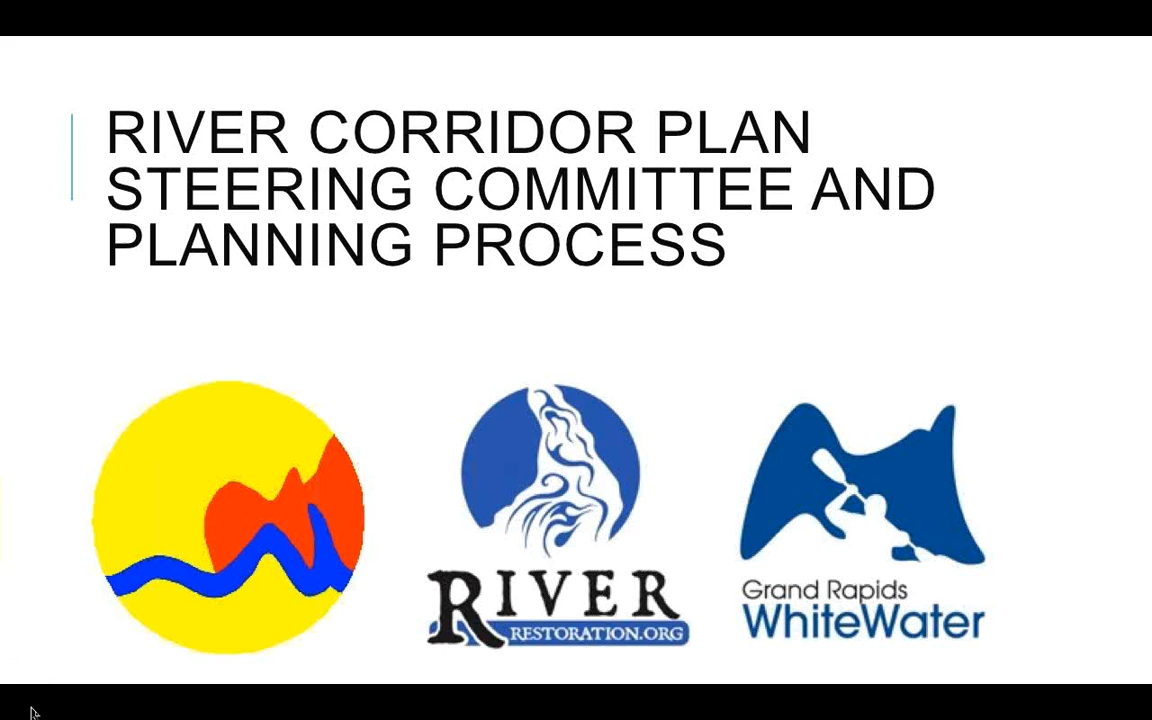 RIVER CORRIDOR PLAN
STEERING COMMITTEE AND
PLANNING PROCESS
RIVER
RESTORATION.ORG
Grand Rapids
WhiteWater